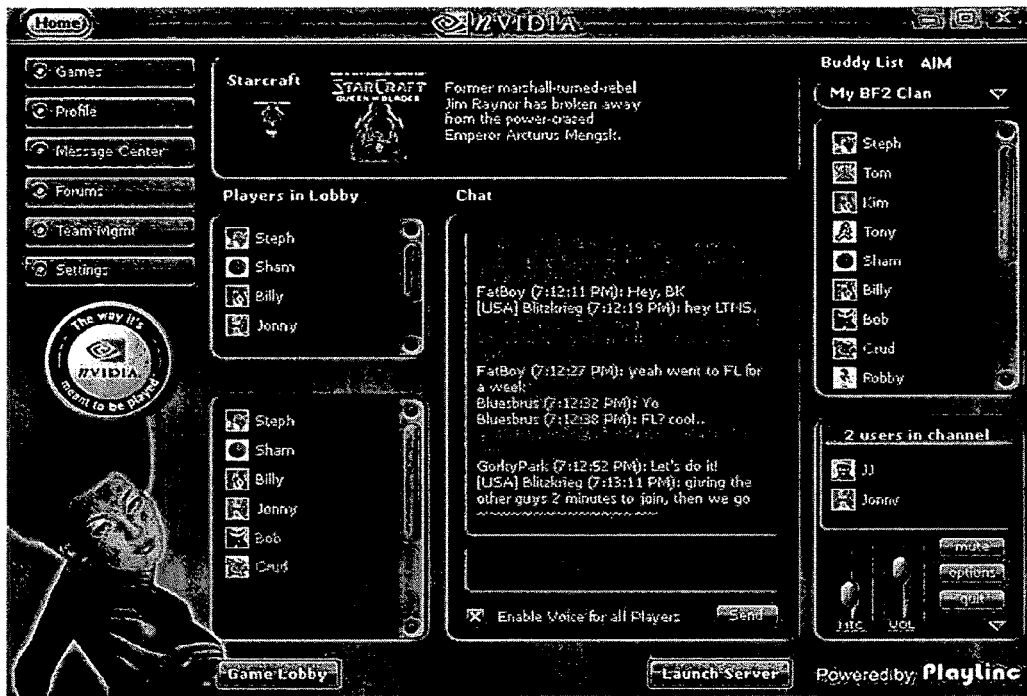 Home
NVIDIA
Games
Profile
Message Center
Forums
Team Mgmt
Settings
The way it's
NVIDIA
meant to be played
Starcraft
STARCRAFT
QUEEN OF BLADES
Former marshall-turned-rebel
Jim Raynor has broken away
from the power-crazed
Emperor Arcturus Mengsk.
Players in Lobby
Steph
Sham
Billy
Jonny
Steph
Sham
Billy
Jonny
Bob
Crud
Chat
FatBoy (7:12:11 PM): Hey, BK
[USA] Blitzkrieg (7:12:19 PM): hey LTNS.
FatBoy (7:12:27 PM): yeah went to FL for
a week
Bluesbrus (7:12:32 PM): Yo
Bluesbrus (7:12:38 PM): FL? cool..
GorkyPark (7:12:52 PM): Let's do it!
[USA] Blitzkrieg (7:13:11 PM): giving the
other guys 2 minutes to join, then we go
Enable Voice for all Players
Send
Game Lobby
Launch Server
Buddy List AIM
My BF2 Clan
Steph
Tom
Kim
Tony
Sham
Billy
Bob
Crud
Robby
2 users in channel
JJ
Jonny
mute
options
quit
MIC VOL
Powered by PlayLinc